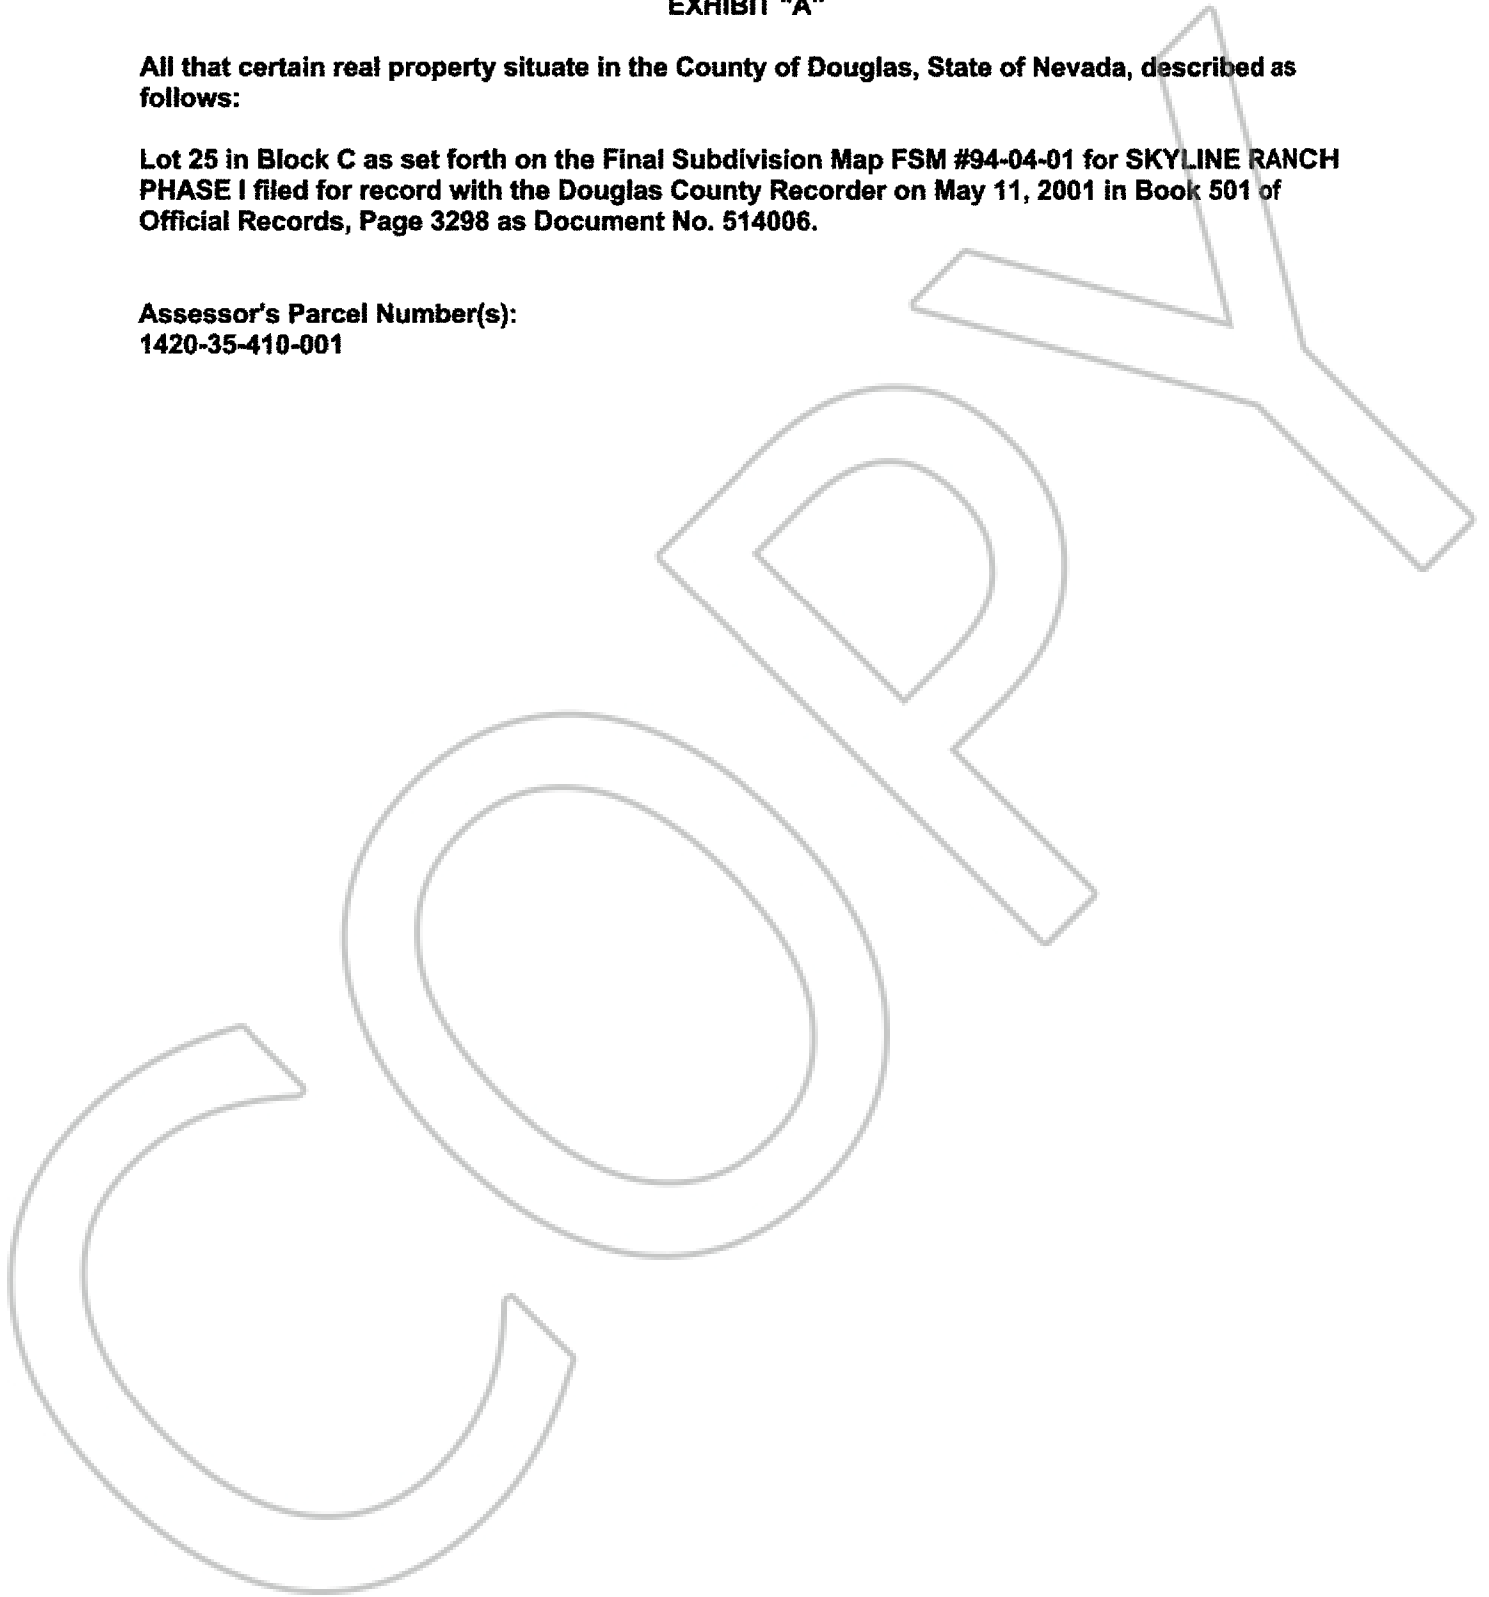 EXHIBIT "A"
All that certain real property situate in the County of Douglas, State of Nevada, described as
follows:
Lot 25 in Block C as set forth on the Final Subdivision Map FSM #94-04-01 for SKYLINE RANCH
PHASE I filed for record with the Douglas County Recorder on May 11, 2001 in Book 501 of
Official Records, Page 3298 as Document No. 514006.
Assessor's Parcel Number(s):
1420-35-410-001
COPY